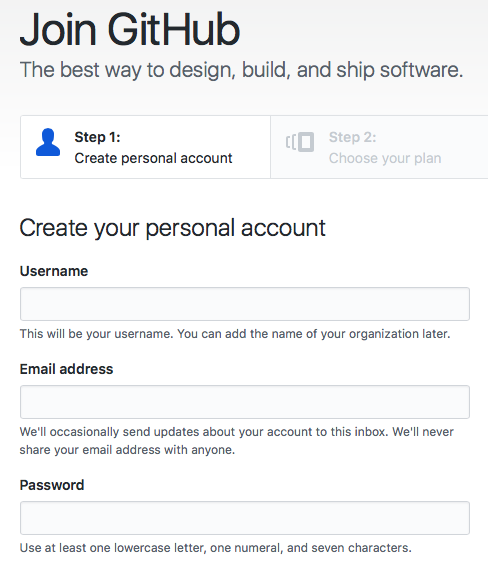 Join GitHub
The best way to design, build, and ship software.
Step 1:
Create personal account
Step 2:
Choose your plan
Create your personal account
Username
This will be your username. You can add the name of your organization later.
Email address
We'll occasionally send updates about your account to this inbox. We'll never
share your email address with anyone.
Password
Use at least one lowercase letter, one numeral, and seven characters.